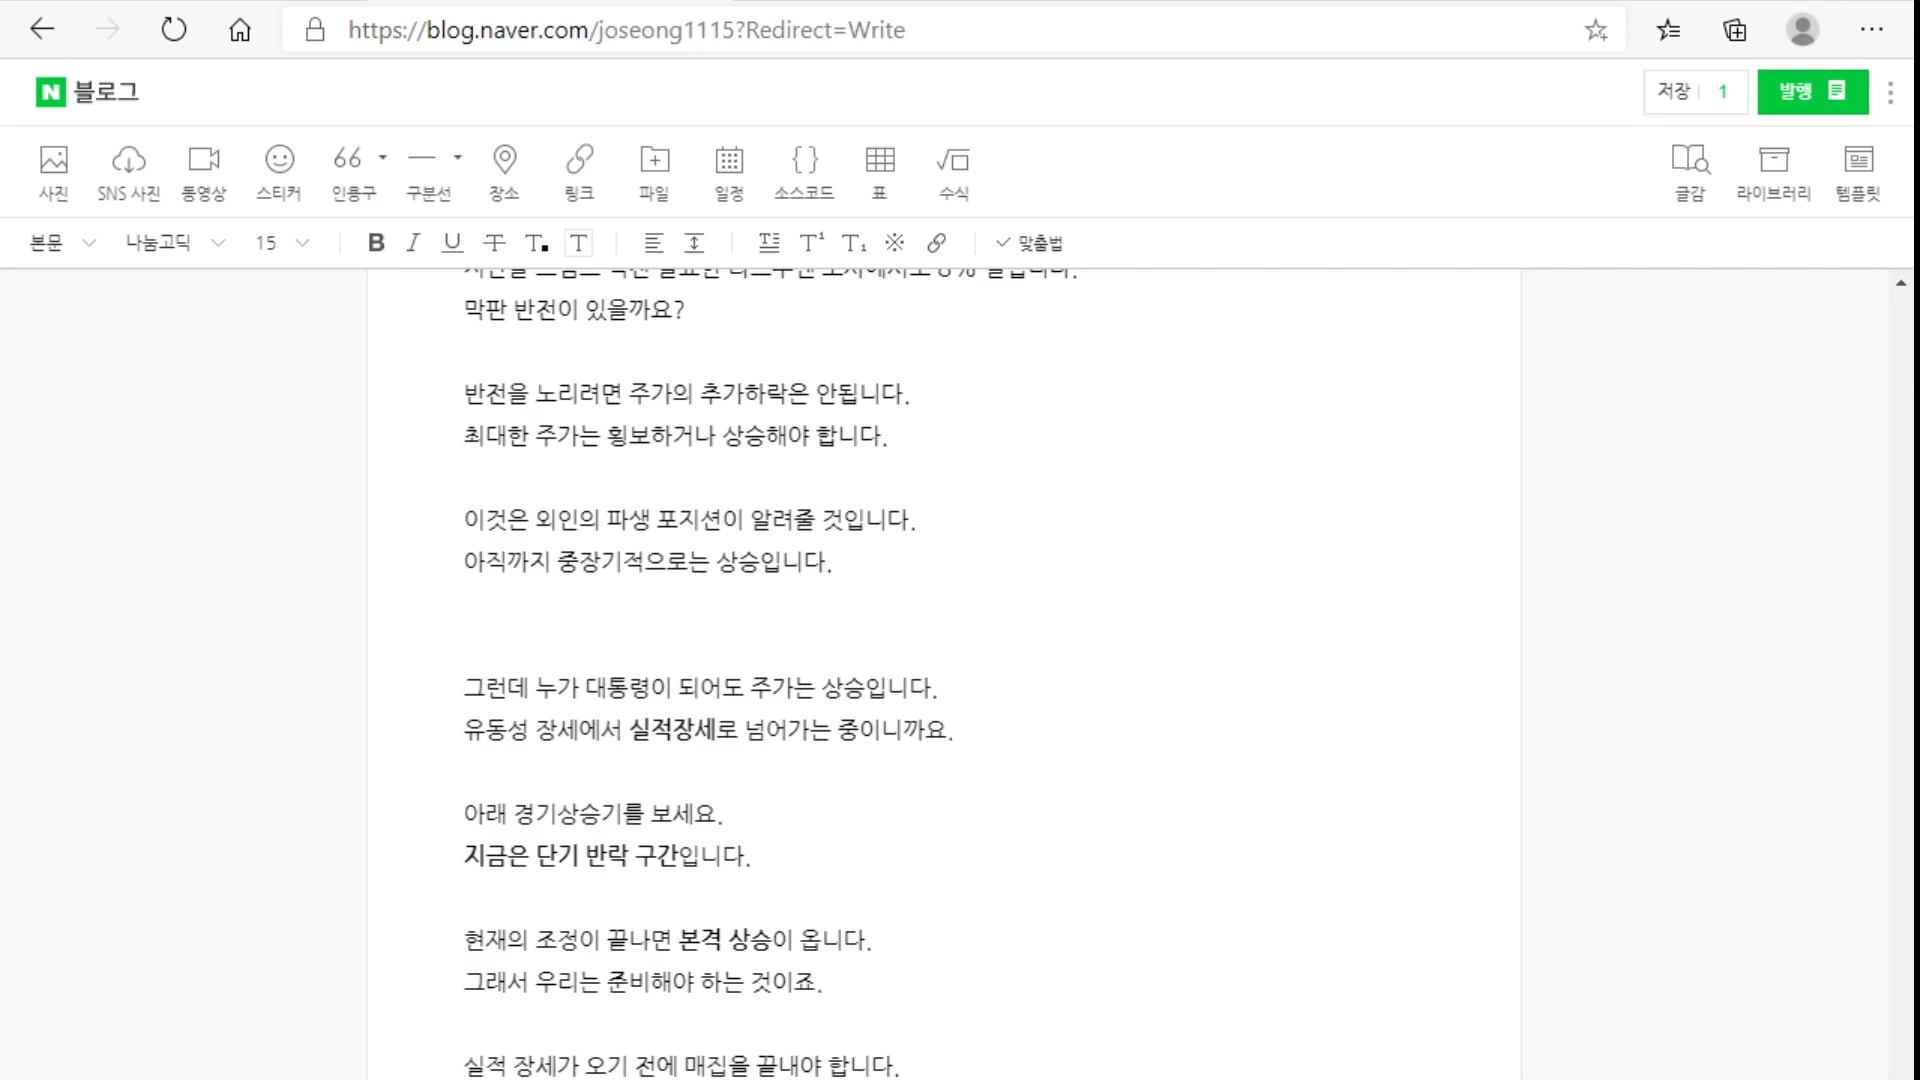 https://blog.naver.com/joseong1115?Redirect=Write
N 블로그
저장 1
발행
사진
SNS 사진
동영상
스티커
66 인용구
구분선
장소
링크
파일
일정
{} 소스코드
표
수식
글감
라이브러리
템플릿
본문 나눔고딕 15 B I U T T. T T¹ T₁ ※ 맞춤법
막판 반전이 있을까요?
반전을 노리려면 주가의 추가하락은 안됩니다.
최대한 주가는 횡보하거나 상승해야 합니다.
이것은 외인의 파생 포지션이 알려줄 것입니다.
아직까지 중장기적으로는 상승입니다.
그런데 누가 대통령이 되어도 주가는 상승입니다.
유동성 장세에서 실적장세로 넘어가는 중이니까요.
아래 경기상승기를 보세요.
지금은 단기 반락 구간입니다.
현재의 조정이 끝나면 본격 상승이 옵니다.
그래서 우리는 준비해야 하는 것이죠.
실적 장세가 오기 전에 매집을 끝내야 합니다.